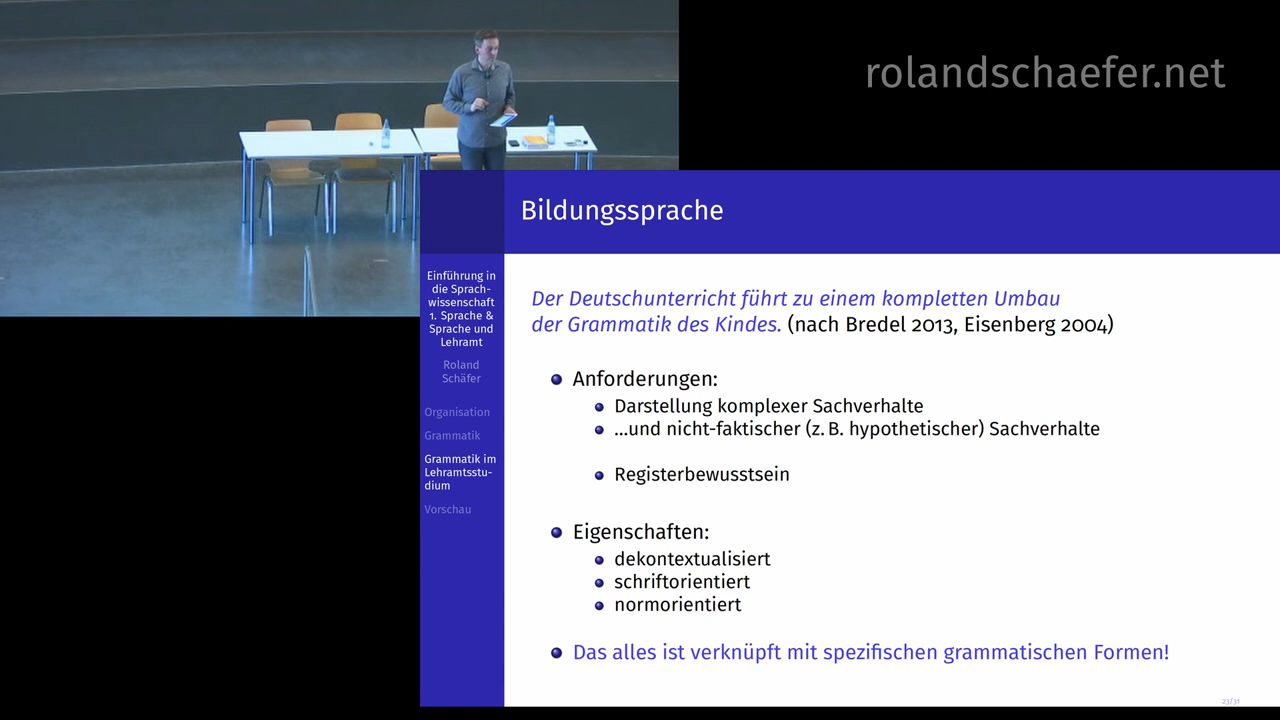 rolandschaefer.net
Bildungssprache
Einführung in
die Sprach-
wissenschaft
1. Sprache &
Sprache und
Lehramt
Roland
Schäfer
Organisation
Grammatik
Grammatik im
Lehramtsstu-
dium
Vorschau
Der Deutschunterricht führt zu einem kompletten Umbau
der Grammatik des Kindes. (nach Bredel 2013, Eisenberg 2004)
Anforderungen:
Darstellung komplexer Sachverhalte
...und nicht-faktischer (z. B. hypothetischer) Sachverhalte
Registerbewusstsein
Eigenschaften:
dekontextualisiert
schriftorientiert
normorientiert
Das alles ist verknüpft mit spezifischen grammatischen Formen!
23/31